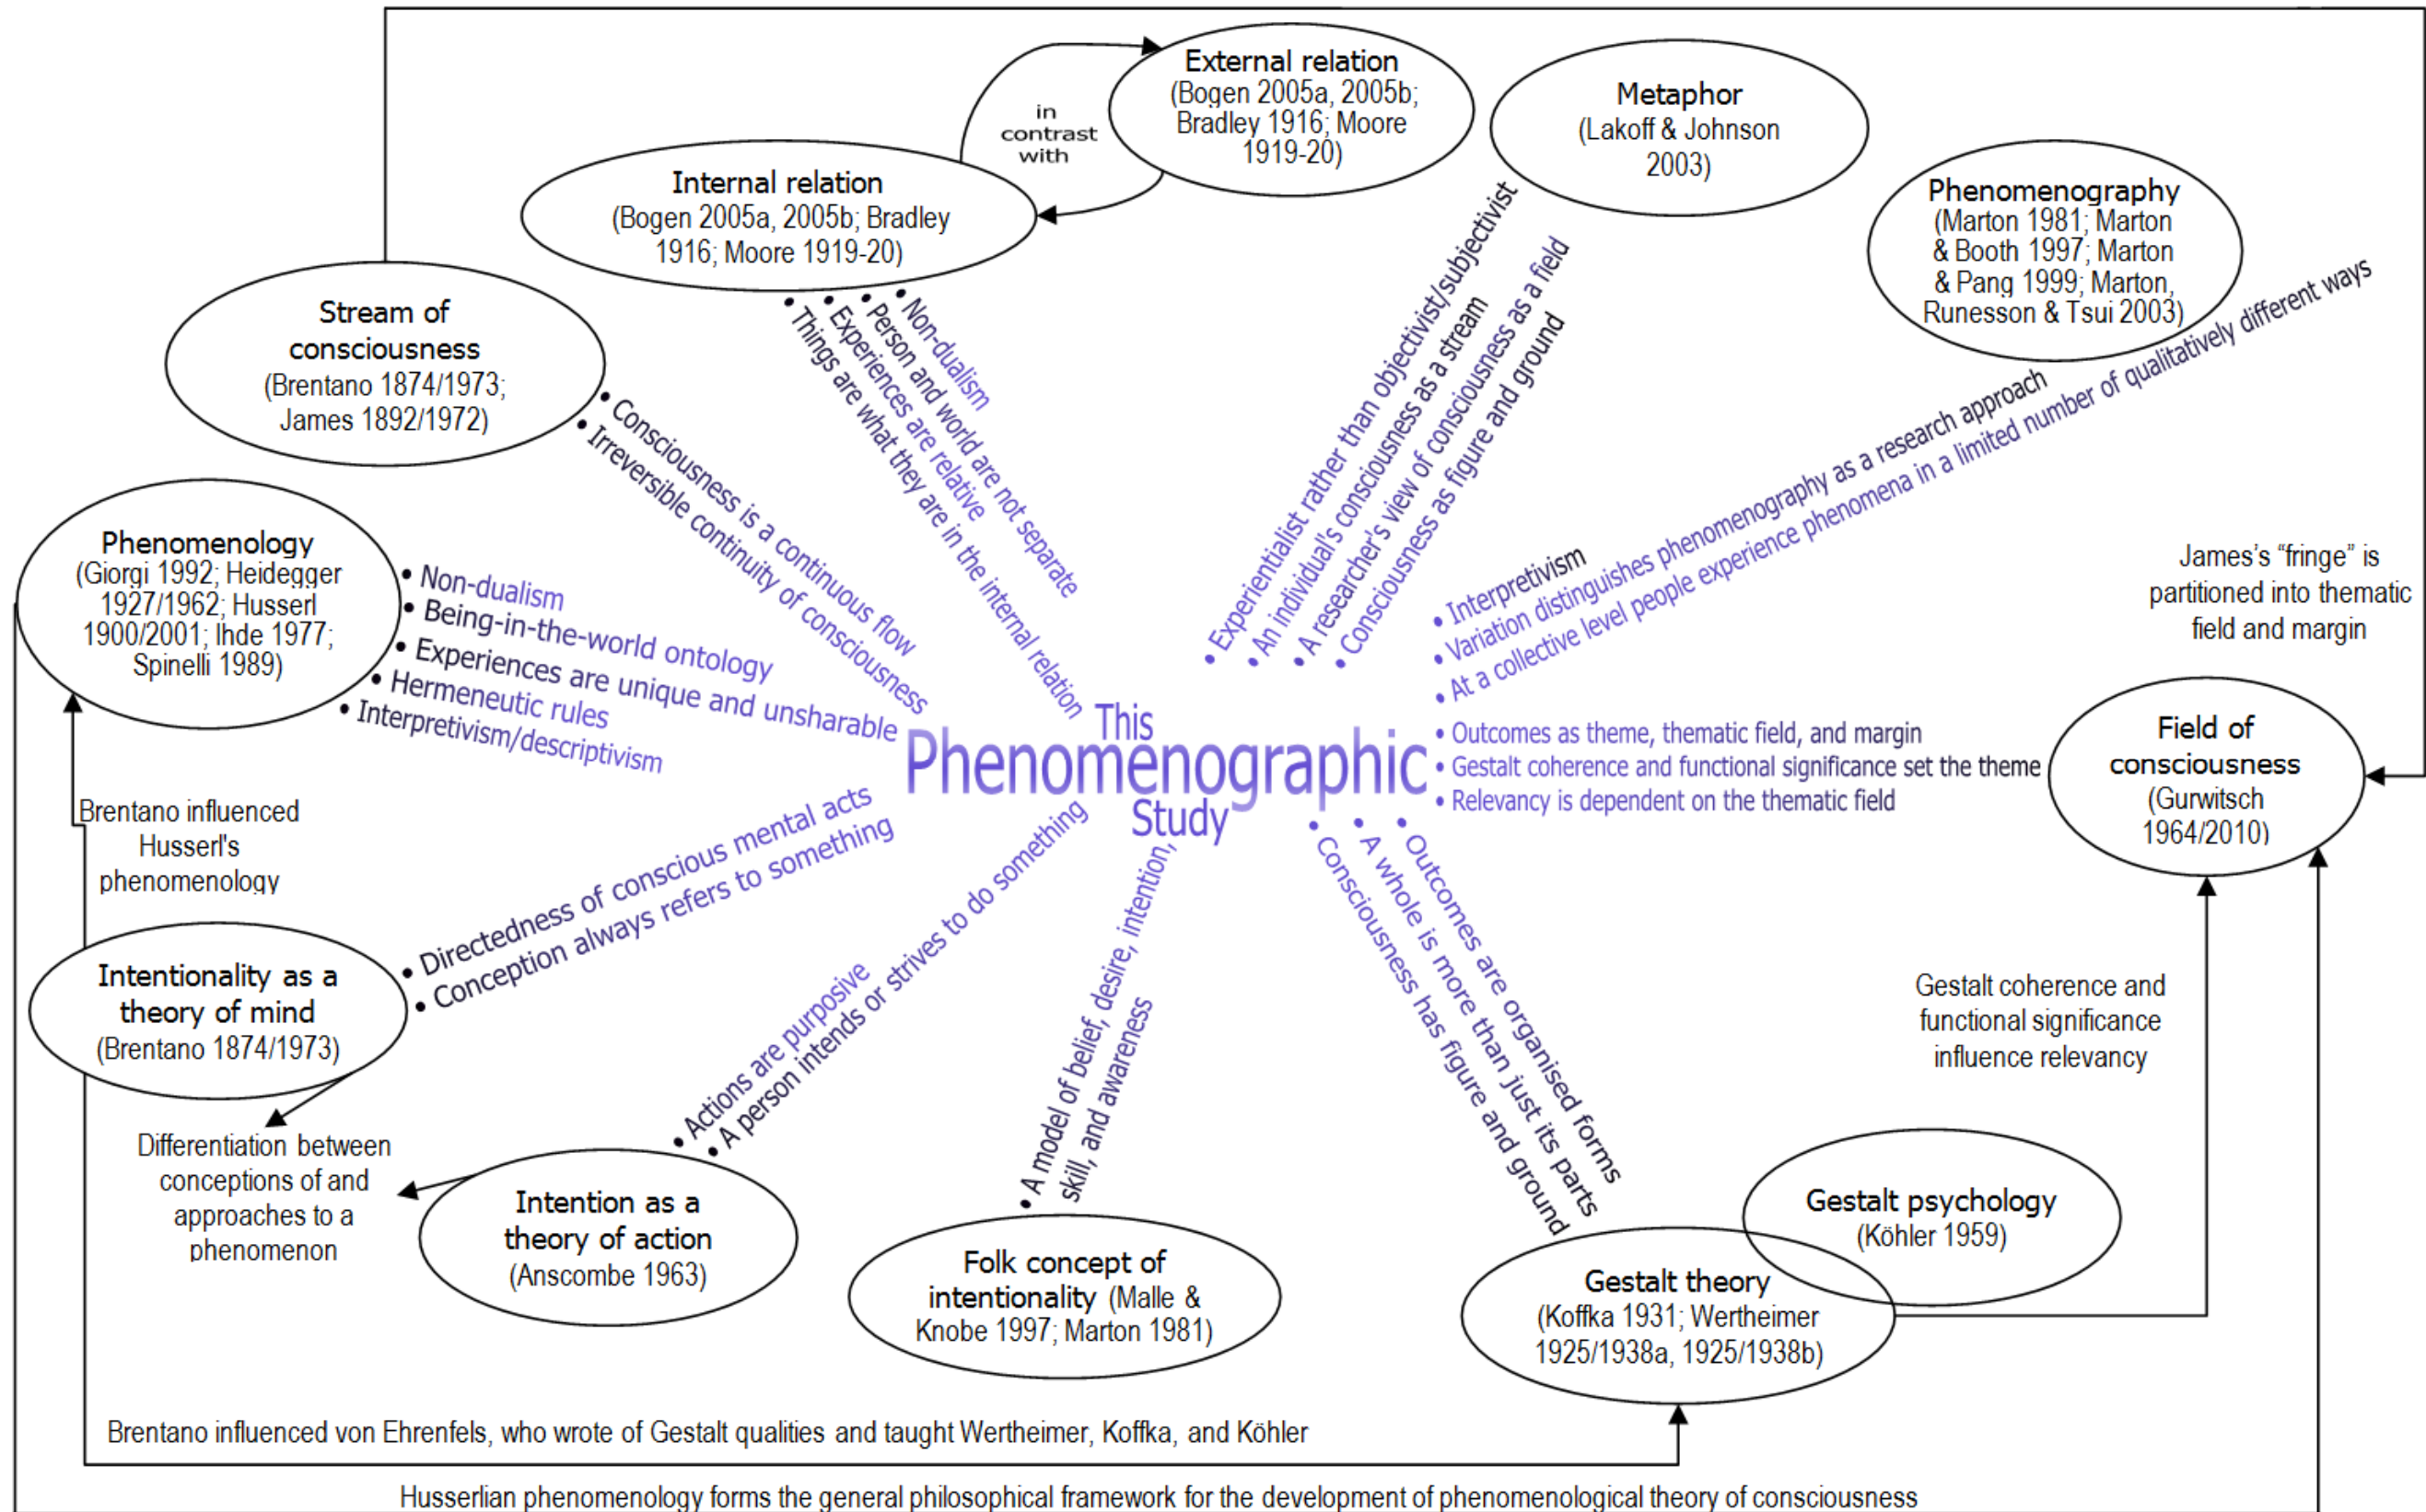 External relation
(Bogen 2005a, 2005b;
Bradley 1916; Moore
1919-20)
Metaphor
(Lakoff & Johnson
2003)
in
contrast
with
Internal relation
(Bogen 2005a, 2005b; Bradley
1916; Moore 1919-20)
Phenomenography
(Marton 1981; Marton
& Booth 1997; Marton
& Pang 1999; Marton,
Runesson & Tsui 2003)
Stream of
consciousness
(Brentano 1874/1973;
James 1892/1972)
• Non-dualism
• Person and world are not separate
• Experiences are relative
• Things are what they are in the internal relation
• Experientialist rather than objectivist/subjectivist
• An individual's consciousness as a stream
• A researcher's view of consciousness as a field
• Consciousness as figure and ground
• Consciousness is a continuous flow
• Irreversible continuity of consciousness
• Interpretivism
• Variation distinguishes phenomenography as a research approach
• At a collective level people experience phenomena in a limited number of qualitatively different ways
Phenomenology
(Giorgi 1992; Heidegger
1927/1962; Husserl
1900/2001; Ihde 1977;
Spinelli 1989)
• Non-dualism
• Being-in-the-world ontology
• Experiences are unique and unsharable
• Hermeneutic rules
• Interpretivism/descriptivism
James’s “fringe” is
partitioned into thematic
field and margin
This
Phenomenographic
Study
• Outcomes as theme, thematic field, and margin
• Gestalt coherence and functional significance set the theme
• Relevancy is dependent on the thematic field
Field of
consciousness
(Gurwitsch
1964/2010)
Brentano influenced
Husserl's
phenomenology
• Directedness of conscious mental acts
• Conception always refers to something
Intentionality as a
theory of mind
(Brentano 1874/1973)
• Actions are purposive
• A person intends or strives to do something
• A model of belief, desire, intention,
skill, and awareness
• Outcomes are organised forms
• A whole is more than just its parts
• Consciousness has figure and ground
Gestalt coherence and
functional significance
influence relevancy
Differentiation between
conceptions of and
approaches to a
phenomenon
Intention as a
theory of action
(Anscombe 1963)
Folk concept of
intentionality (Malle &
Knobe 1997; Marton 1981)
Gestalt psychology
(Köhler 1959)
Gestalt theory
(Koffka 1931; Wertheimer
1925/1938a, 1925/1938b)
Brentano influenced von Ehrenfels, who wrote of Gestalt qualities and taught Wertheimer, Koffka, and Köhler
Husserlian phenomenology forms the general philosophical framework for the development of phenomenological theory of consciousness